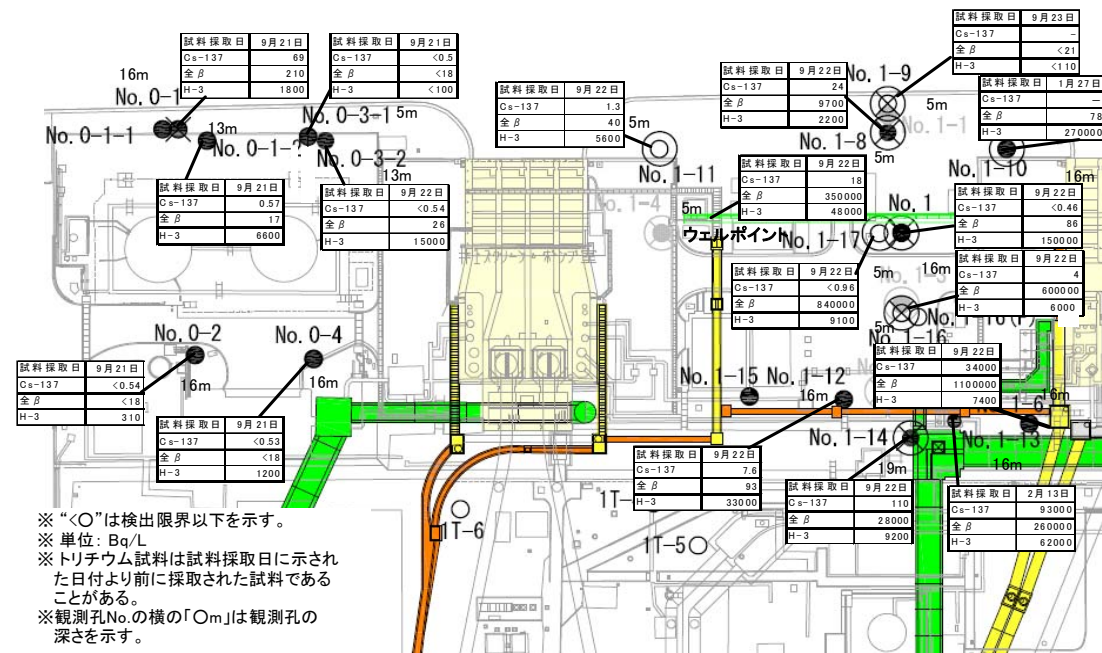 試料採取日 9月21日
Cs-137 69
全β 210
H-3 1800
試料採取日 9月21日
Cs-137 <0.5
全β <18
H-3 <100
試料採取日 9月22日
Cs-137 1.3
全β 40
H-3 5600
試料採取日 9月22日
Cs-137 24
全β 9700
H-3 2200
試料採取日 9月23日
Cs-137 -
全β <21
H-3 <110
試料採取日 1月27日
Cs-137 -
全β 78
H-3 270000
16m
No. 0-1
No. 0-1-1
13m
No. 0-1-2
No. 0-3-1
5m
No. 0-3-2
13m
5m
No. 1-11
No. 1-9
5m
No. 1-1
No. 1-8
5m
No. 1-10
16m
試料採取日 9月21日
Cs-137 0.57
全β 17
H-3 6600
試料採取日 9月22日
Cs-137 <0.54
全β 26
H-3 15000
試料採取日 9月22日
Cs-137 18
全β 350000
H-3 48000
試料採取日 9月22日
Cs-137 <0.46
全β 86
H-3 150000
No. 1-4
5m
ウェルポイント
No. 1-17
No. 1
5m
No. 1-3
16m
試料採取日 9月22日
Cs-137 <0.96
全β 840000
H-3 9100
試料採取日 9月22日
Cs-137 4
全β 600000
H-3 6000
5m
No. 1-16
No. 1-16(P)
No. 0-2
16m
No. 0-4
16m
試料採取日 9月21日
Cs-137 <0.54
全β <18
H-3 310
試料採取日 9月21日
Cs-137 <0.53
全β <18
H-3 1200
試料採取日 9月22日
Cs-137 34000
全β 1100000
H-3 7400
No. 1-15
No. 1-12
16m
16m
1-6
No. 1-14
19m
No. 1-13
16m
試料採取日 9月22日
Cs-137 7.6
全β 93
H-3 33000
試料採取日 9月22日
Cs-137 110
全β 28000
H-3 9200
試料採取日 2月13日
Cs-137 93000
全β 260000
H-3 62000
1T-6
1T-
1T-5
※ “<○”は検出限界以下を示す。
※ 単位: Bq/L
※トリチウム試料は試料採取日に示され
た日付より前に採取された試料である
ことがある。
※観測孔No.の横の「○m」は観測孔の
深さを示す。